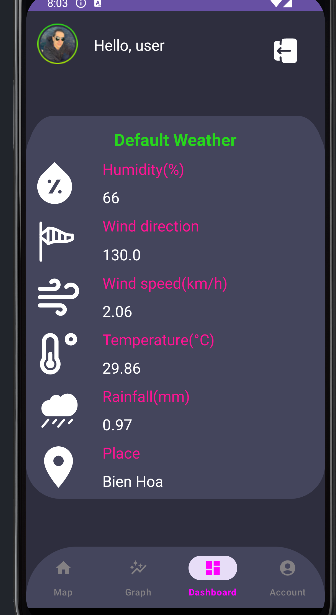 8:03
Hello, user
Default Weather
Humidity(%)
66
Wind direction
130.0
Wind speed(km/h)
2.06
Temperature(°C)
29.86
Rainfall(mm)
0.97
Place
Bien Hoa
Map Graph Dashboard Account